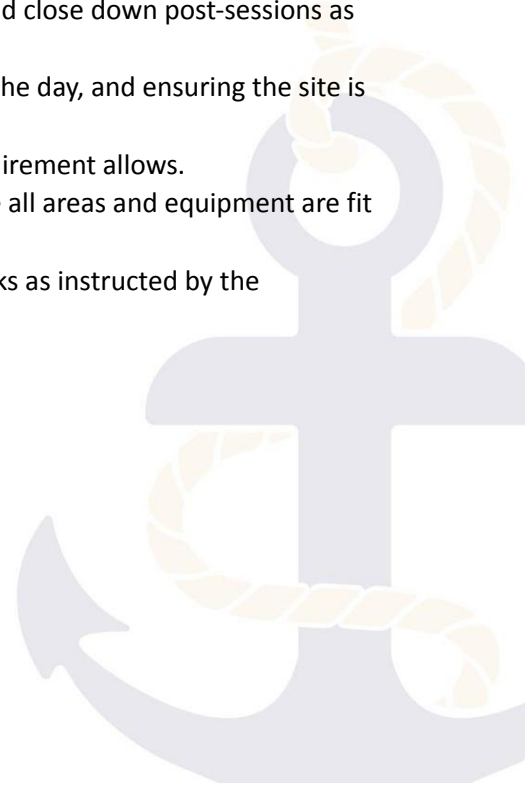 d close down post-sessions as
he day, and ensuring the site is
irement allows.
all areas and equipment are fit
ks as instructed by the